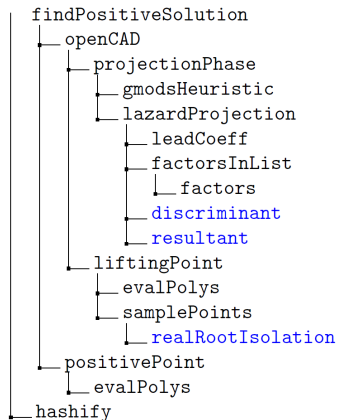 findPositiveSolution
openCAD
projectionPhase
gmodsHeuristic
lazardProjection
leadCoeff
factorsInList
factors
discriminant
resultant
liftingPoint
evalPolys
samplePoints
realRootIsolation
positivePoint
evalPolys
hashify